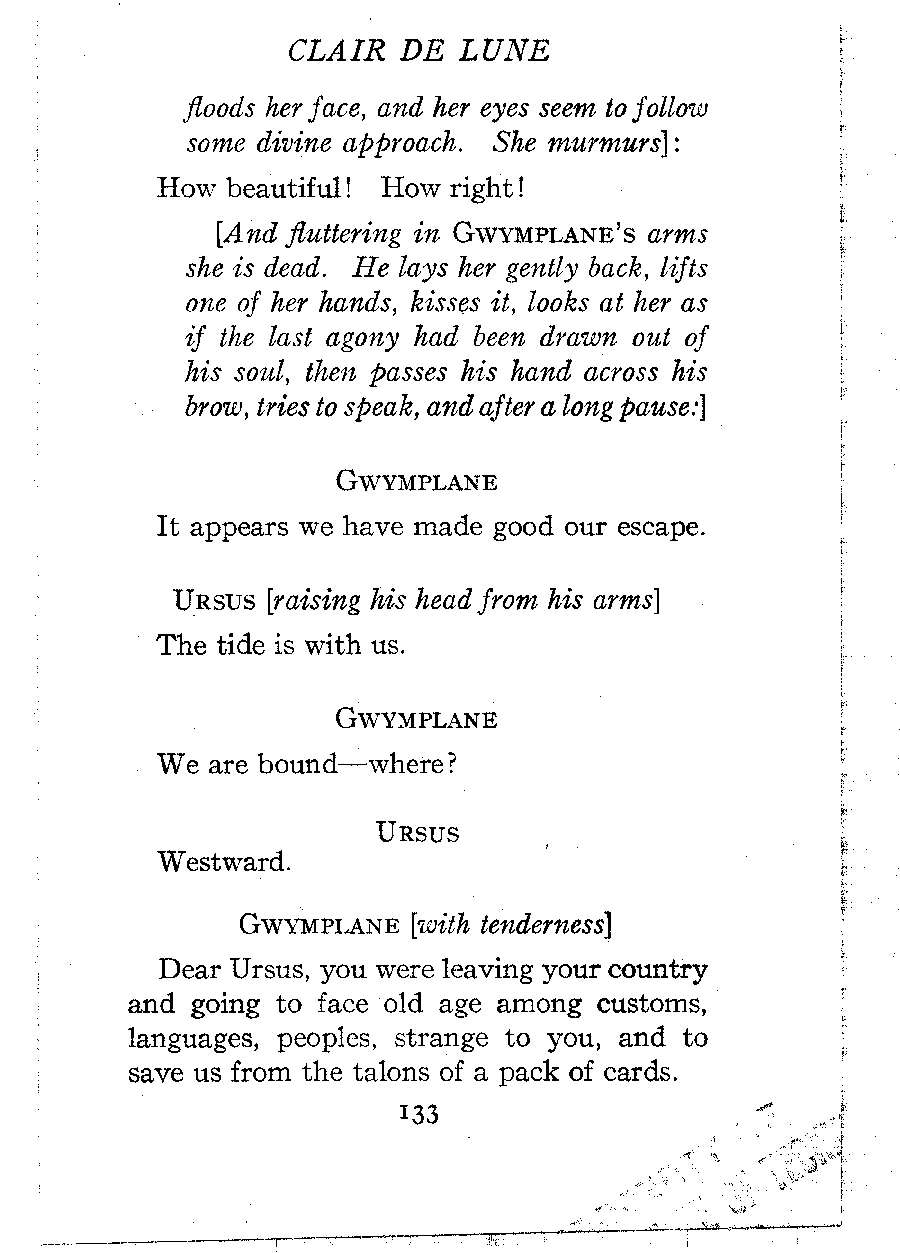 CLAIR DE LUNE
floods her face, and her eyes seem to follow
some divine approach. She murmurs]:
How beautiful! How right!
[And fluttering in GWYMPLANE'S arms
she is dead. He lays her gently back, lifts
one of her hands, kisses it, looks at her as
if the last agony had been drawn out of
his soul, then passes his hand across his
brow, tries to speak, and after a long pause:]
GWYMPLANE
It appears we have made good our escape.
URSUS [raising his head from his arms]
The tide is with us.
GWYMPLANE
We are bound—where?
URSUS
Westward.
GWYMPLANE [with tenderness]
Dear Ursus, you were leaving your country
and going to face old age among customs,
languages, peoples, strange to you, and to
save us from the talons of a pack of cards.
133